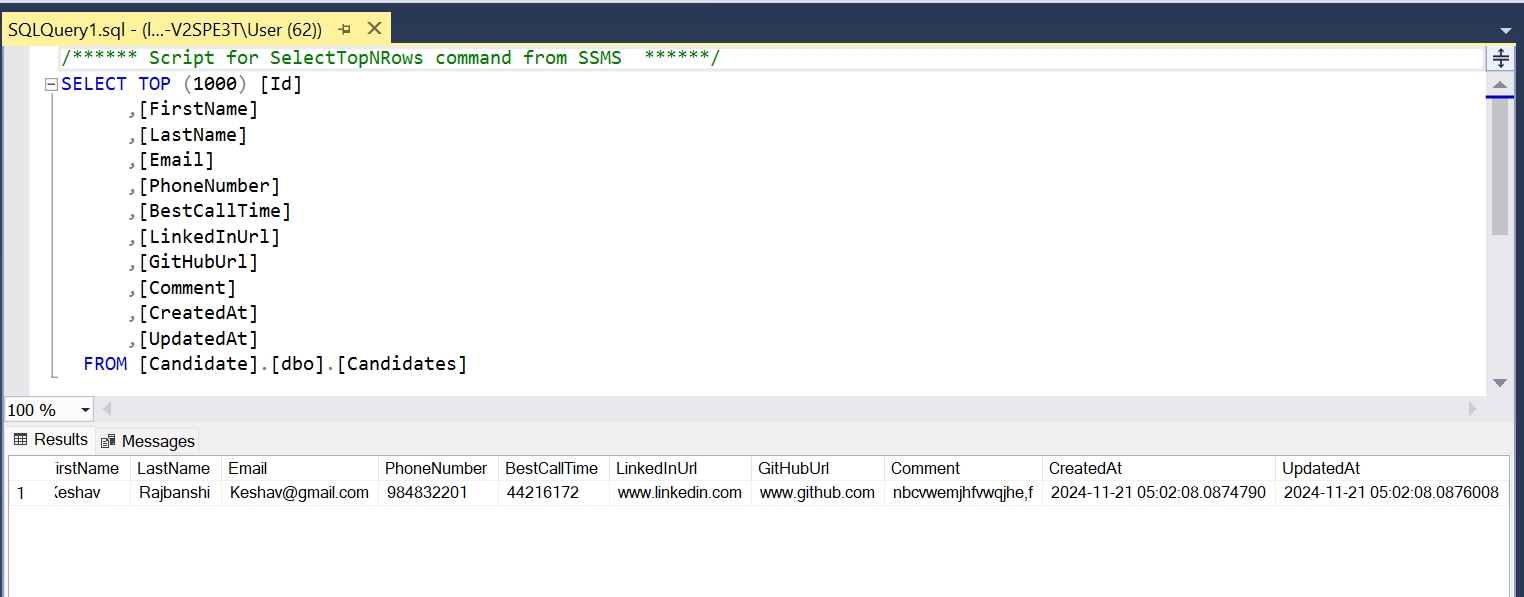 SQLQuery1.sql - (l...-V2SPE3T\User (62))
/****** Script for SelectTopNRows command from SSMS  ******/
SELECT TOP (1000) [Id]
,[FirstName]
,[LastName]
,[Email]
,[PhoneNumber]
,[BestCallTime]
,[LinkedInUrl]
,[GitHubUrl]
,[Comment]
,[CreatedAt]
,[UpdatedAt]
FROM [Candidate].[dbo].[Candidates]
100 %
Results Messages
irstName LastName Email PhoneNumber BestCallTime LinkedInUrl GitHubUrl Comment CreatedAt UpdatedAt
1 Keshav Rajbanshi Keshav@gmail.com 984832201 44216172 www.linkedin.com www.github.com nbcvwemjhfvwqjhe,f 2024-11-21 05:02:08.0874790 2024-11-21 05:02:08.0876008